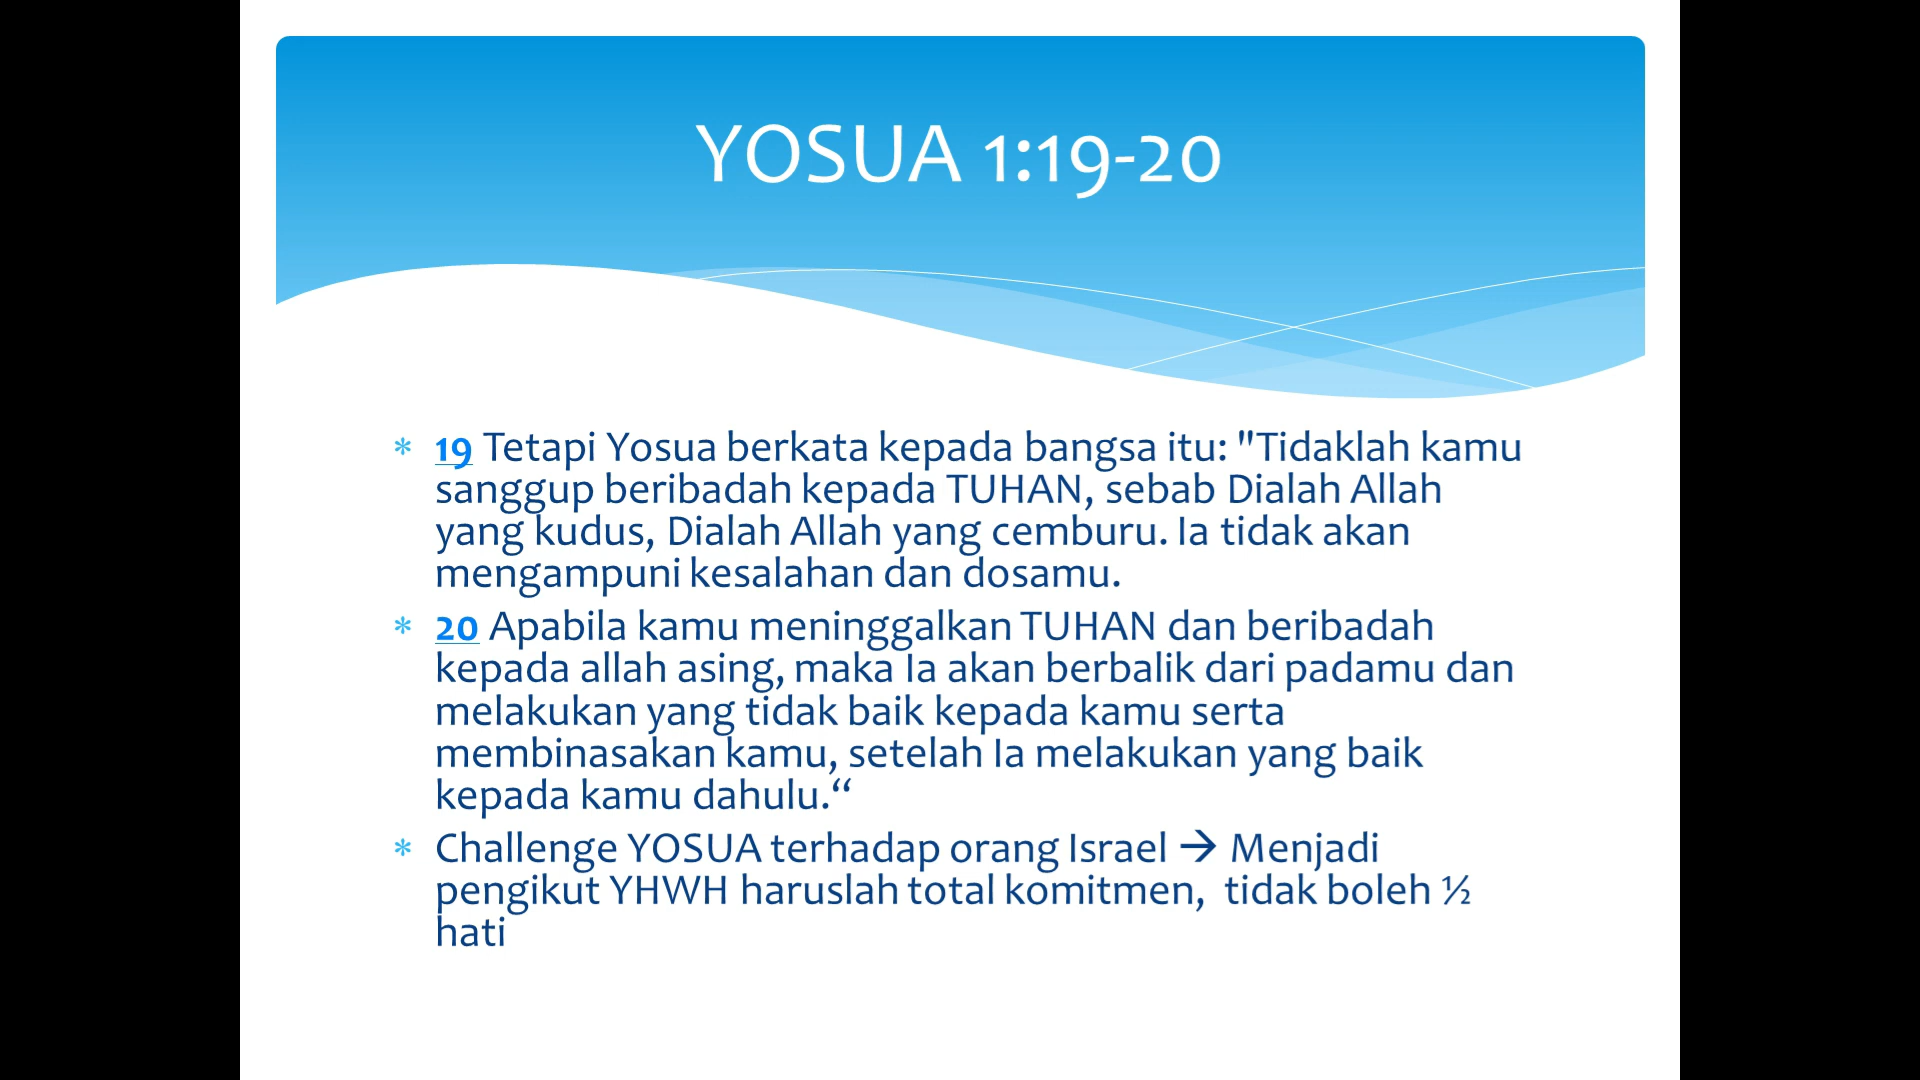 YOSUA 1:19-20
* 19 Tetapi Yosua berkata kepada bangsa itu: "Tidaklah kamu
sanggup beribadah kepada TUHAN, sebab Dialah Allah
yang kudus, Dialah Allah yang cemburu. Ia tidak akan
mengampuni kesalahan dan dosamu.
* 20 Apabila kamu meninggalkan TUHAN dan beribadah
kepada allah asing, maka Ia akan berbalik dari padamu dan
melakukan yang tidak baik kepada kamu serta
membinasakan kamu, setelah Ia melakukan yang baik
kepada kamu dahulu.“
* Challenge YOSUA terhadap orang Israel → Menjadi
pengikut YHWH haruslah total komitmen, tidak boleh ½
hati